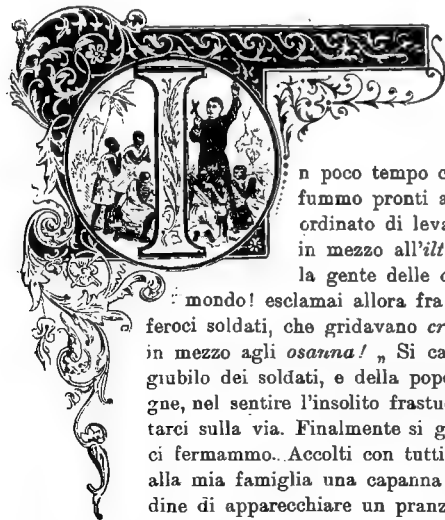 In poco tempo c
fummo pronti a
ordinato di leva
in mezzo all'ilt
la gente delle c
mondo! esclamai allora fra
feroci soldati, che gridavano cr
in mezzo agli osanna! „ Si ca
giubilo dei soldati, e della pope
gne, nel sentire l'insolito frastuo
tarci sulla via. Finalmente si g
ci fermammo. Accolti con tutti
alla mia famiglia una capanna
dine di apparecchiare un pranz